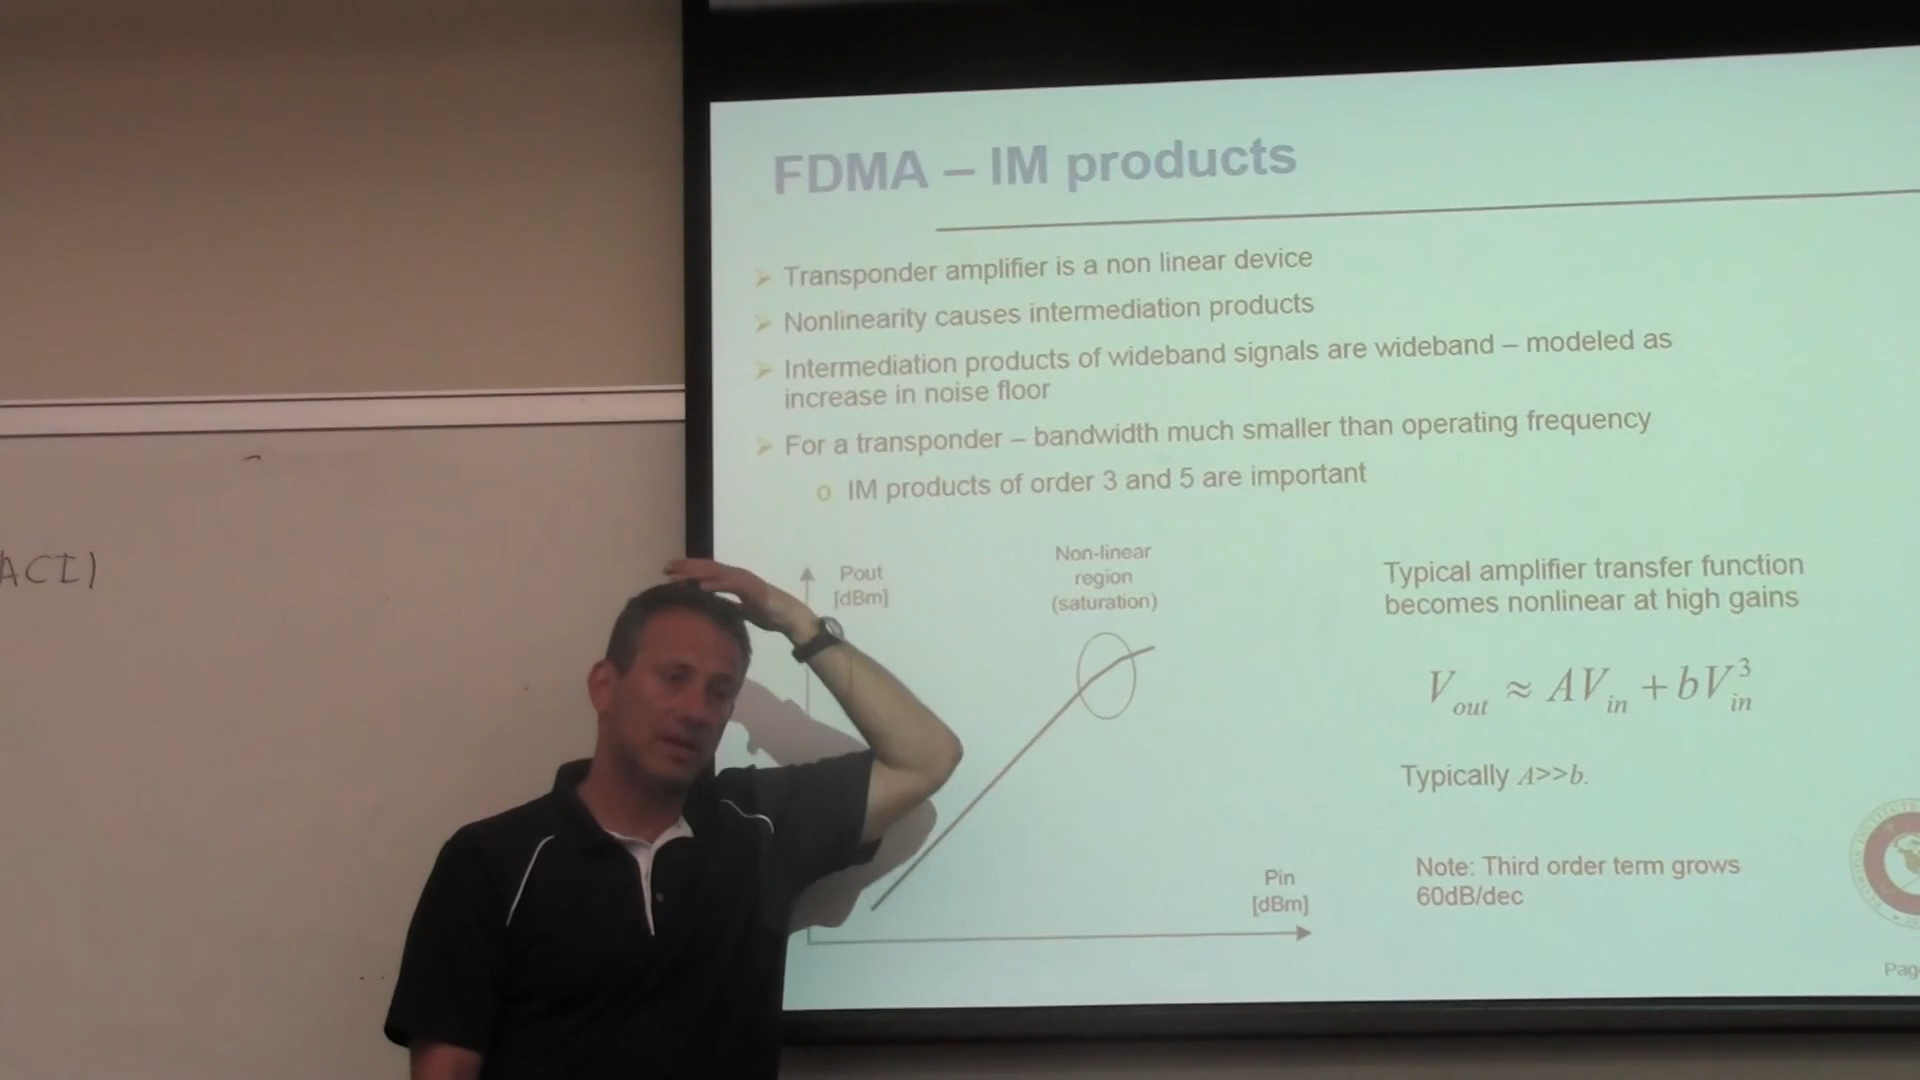 FDMA – IM products
➢ Transponder amplifier is a non linear device
➢ Nonlinearity causes intermediation products
➢ Intermediation products of wideband signals are wideband – modeled as
increase in noise floor
➢ For a transponder – bandwidth much smaller than operating frequency
o IM products of order 3 and 5 are important
ACI)
Pout
[dBm]
Non-linear
region
(saturation)
Typical amplifier transfer function
becomes nonlinear at high gains
V_out ≈ AV_in + bV_in^3
Typically A>>b.
Pin
[dBm]
Note: Third order term grows
60dB/dec
Pag